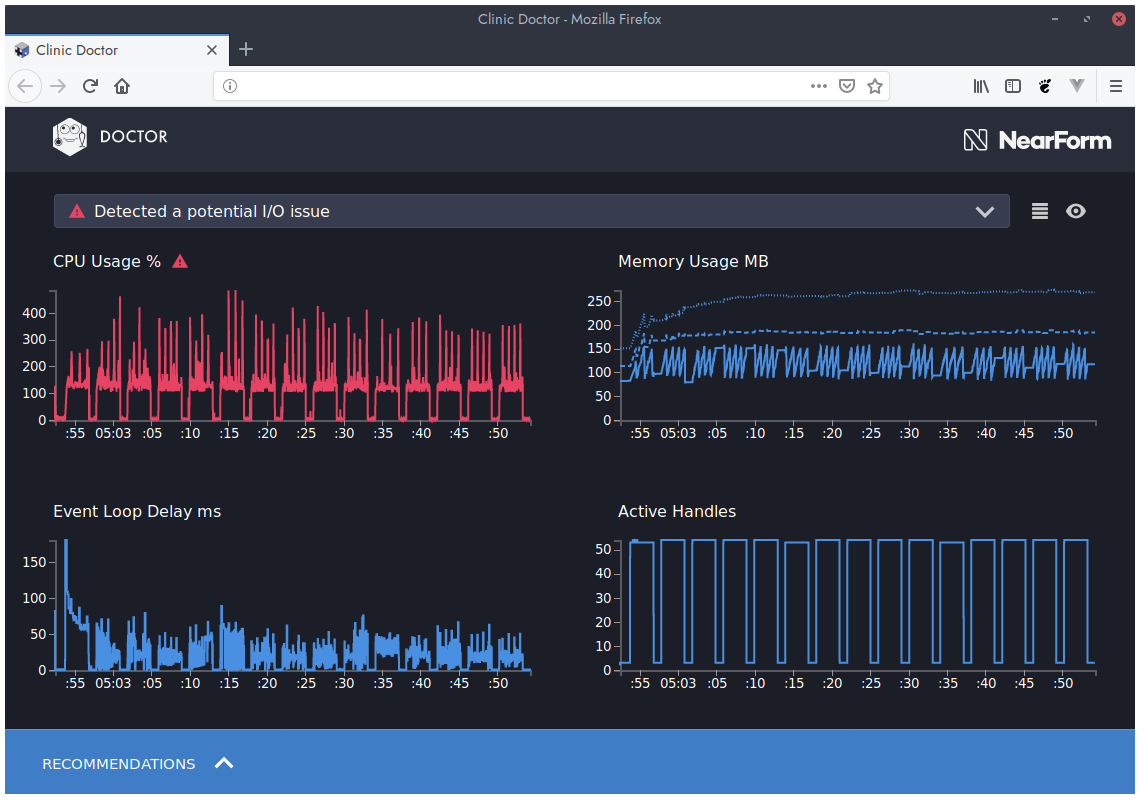 Clinic Doctor - Mozilla Firefox
Clinic Doctor
DOCTOR
NearForm
Detected a potential I/O issue
CPU Usage %
400
300
200
100
0
:55 05:03 :05 :10 :15 :20 :25 :30 :35 :40 :45 :50
Memory Usage MB
250
200
150
100
50
0
:55 05:03 :05 :10 :15 :20 :25 :30 :35 :40 :45 :50
Event Loop Delay ms
150
100
50
0
:55 05:03 :05 :10 :15 :20 :25 :30 :35 :40 :45 :50
Active Handles
50
40
30
20
10
0
:55 05:03 :05 :10 :15 :20 :25 :30 :35 :40 :45 :50
RECOMMENDATIONS